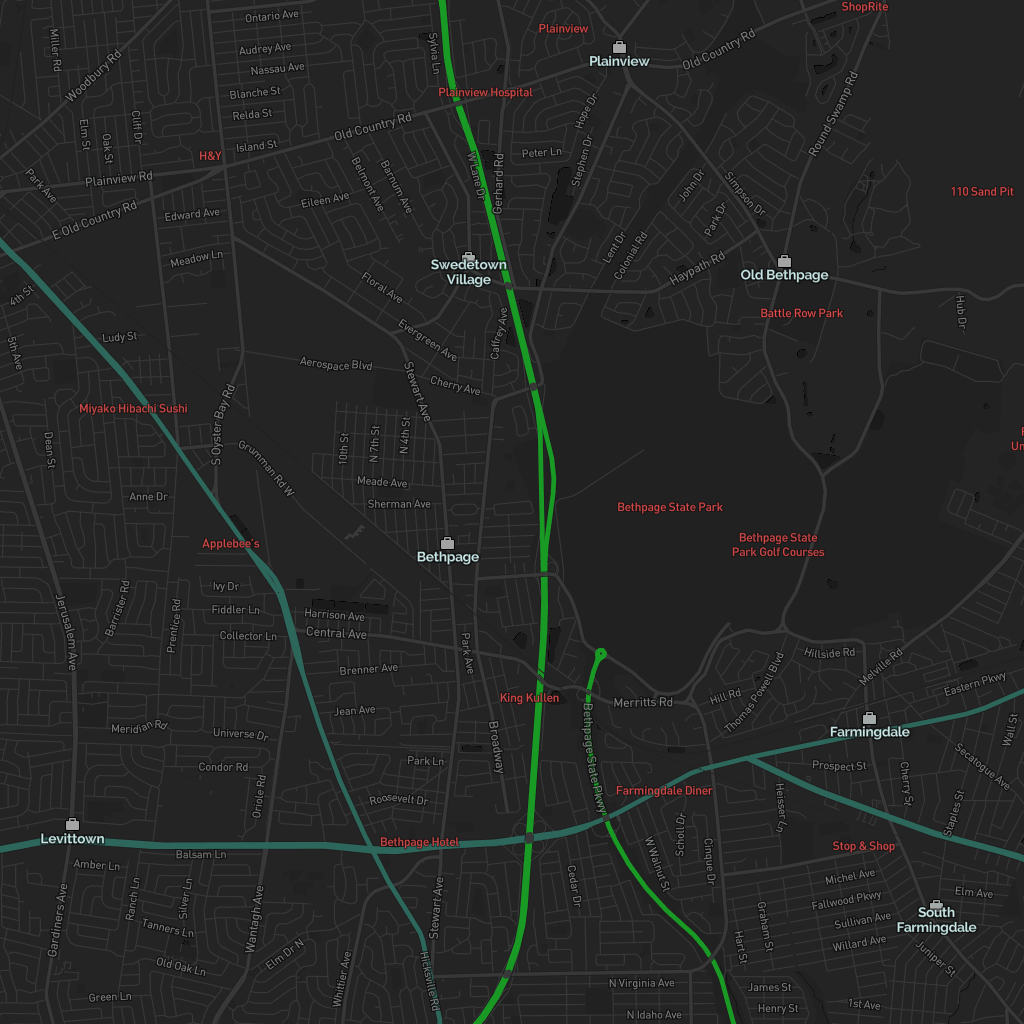 ShopRite
Ontario Ave
Plainview
Miller Rd
Sylvia Ln
Audrey Ave
Old Country Rd
Plainview
Woodbury Rd
Nassau Ave
Blanche St
Plainview Hospital
Relda St
Hope Dr
Round Swamp Rd
Elm St
Oak St
Cliff Dr
Old Country Rd
Island St
H&Y
Peter Ln
Stephen Dr
W Lane Dr
Gerhard Rd
Plainview Rd
Park Ave
Belmont Ave
Barnum Ave
John Dr
Simpson Dr
110 Sand Pit
Eileen Ave
E Old Country Rd
Edward Ave
Park Dr
Lent Dr
Colonial Rd
Meadow Ln
Swedetown
Village
Haypath Rd
Old Bethpage
Floral Ave
4th St
Battle Row Park
Hub Dr
Caffrey Ave
Evergreen Ave
Ludy St
5th Ave
Aerospace Blvd
Cherry Ave
Stewart Ave
Miyako Hibachi Sushi
S Oyster Bay Rd
10th St
N 7th St
N 4th St
Dean St
Un
Grumman Rd W
Meade Ave
Anne Dr
Sherman Ave
Bethpage State Park
Applebee's
Bethpage State
Park Golf Courses
Bethpage
Ivy Dr
Barrister Rd
Fiddler Ln
Harrison Ave
Prentice Rd
Collector Ln
Central Ave
Jerusalem Ave
Park Ave
Hillside Rd
Brenner Ave
Melville Rd
Eastern Pkwy
King Kullen
Merritts Rd
Hill Rd
Thomas Powell Blvd
Jean Ave
Meridian Rd
Universe Dr
Broadway
Bethpage State Pkwy
Farmingdale
Wall St
Condor Rd
Park Ln
Prospect St
Secatogue Ave
Cherry St
Oriole Rd
Roosevelt Dr
Farmingdale Diner
Heisser Ln
Staples St
Levittown
Bethpage Hotel
Scholl Dr
Stop & Shop
Balsam Ln
W Walnut St
Cinque Dr
Amber Ln
Cedar Dr
Michel Ave
Ranch Ln
Silver Ln
Fallwood Pkwy
Elm Ave
Gardiners Ave
Wantagh Ave
Stewart Ave
South
Farmingdale
Tanners Ln
Graham St
Sullivan Ave
Hart St
Willard Ave
Elm Dr N
Juniper St
Old Oak Ln
Whittier Ave
Hicksville Rd
N Virginia Ave
James St
Green Ln
Henry St
1st Ave
N Idaho Ave